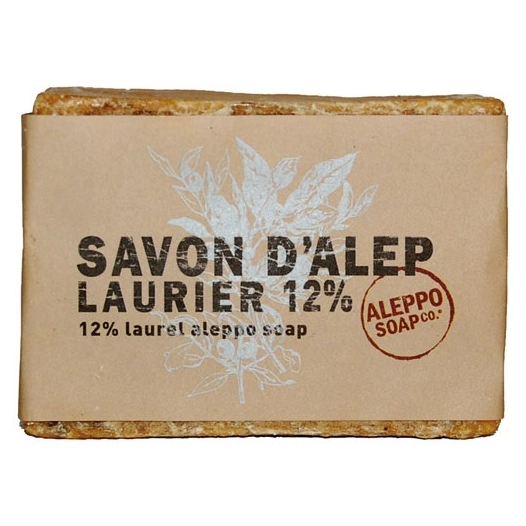 SAVON D'ALEP
LAURIER 12%
12% laurel aleppo soap
ALEPPO
SOAP CO.®